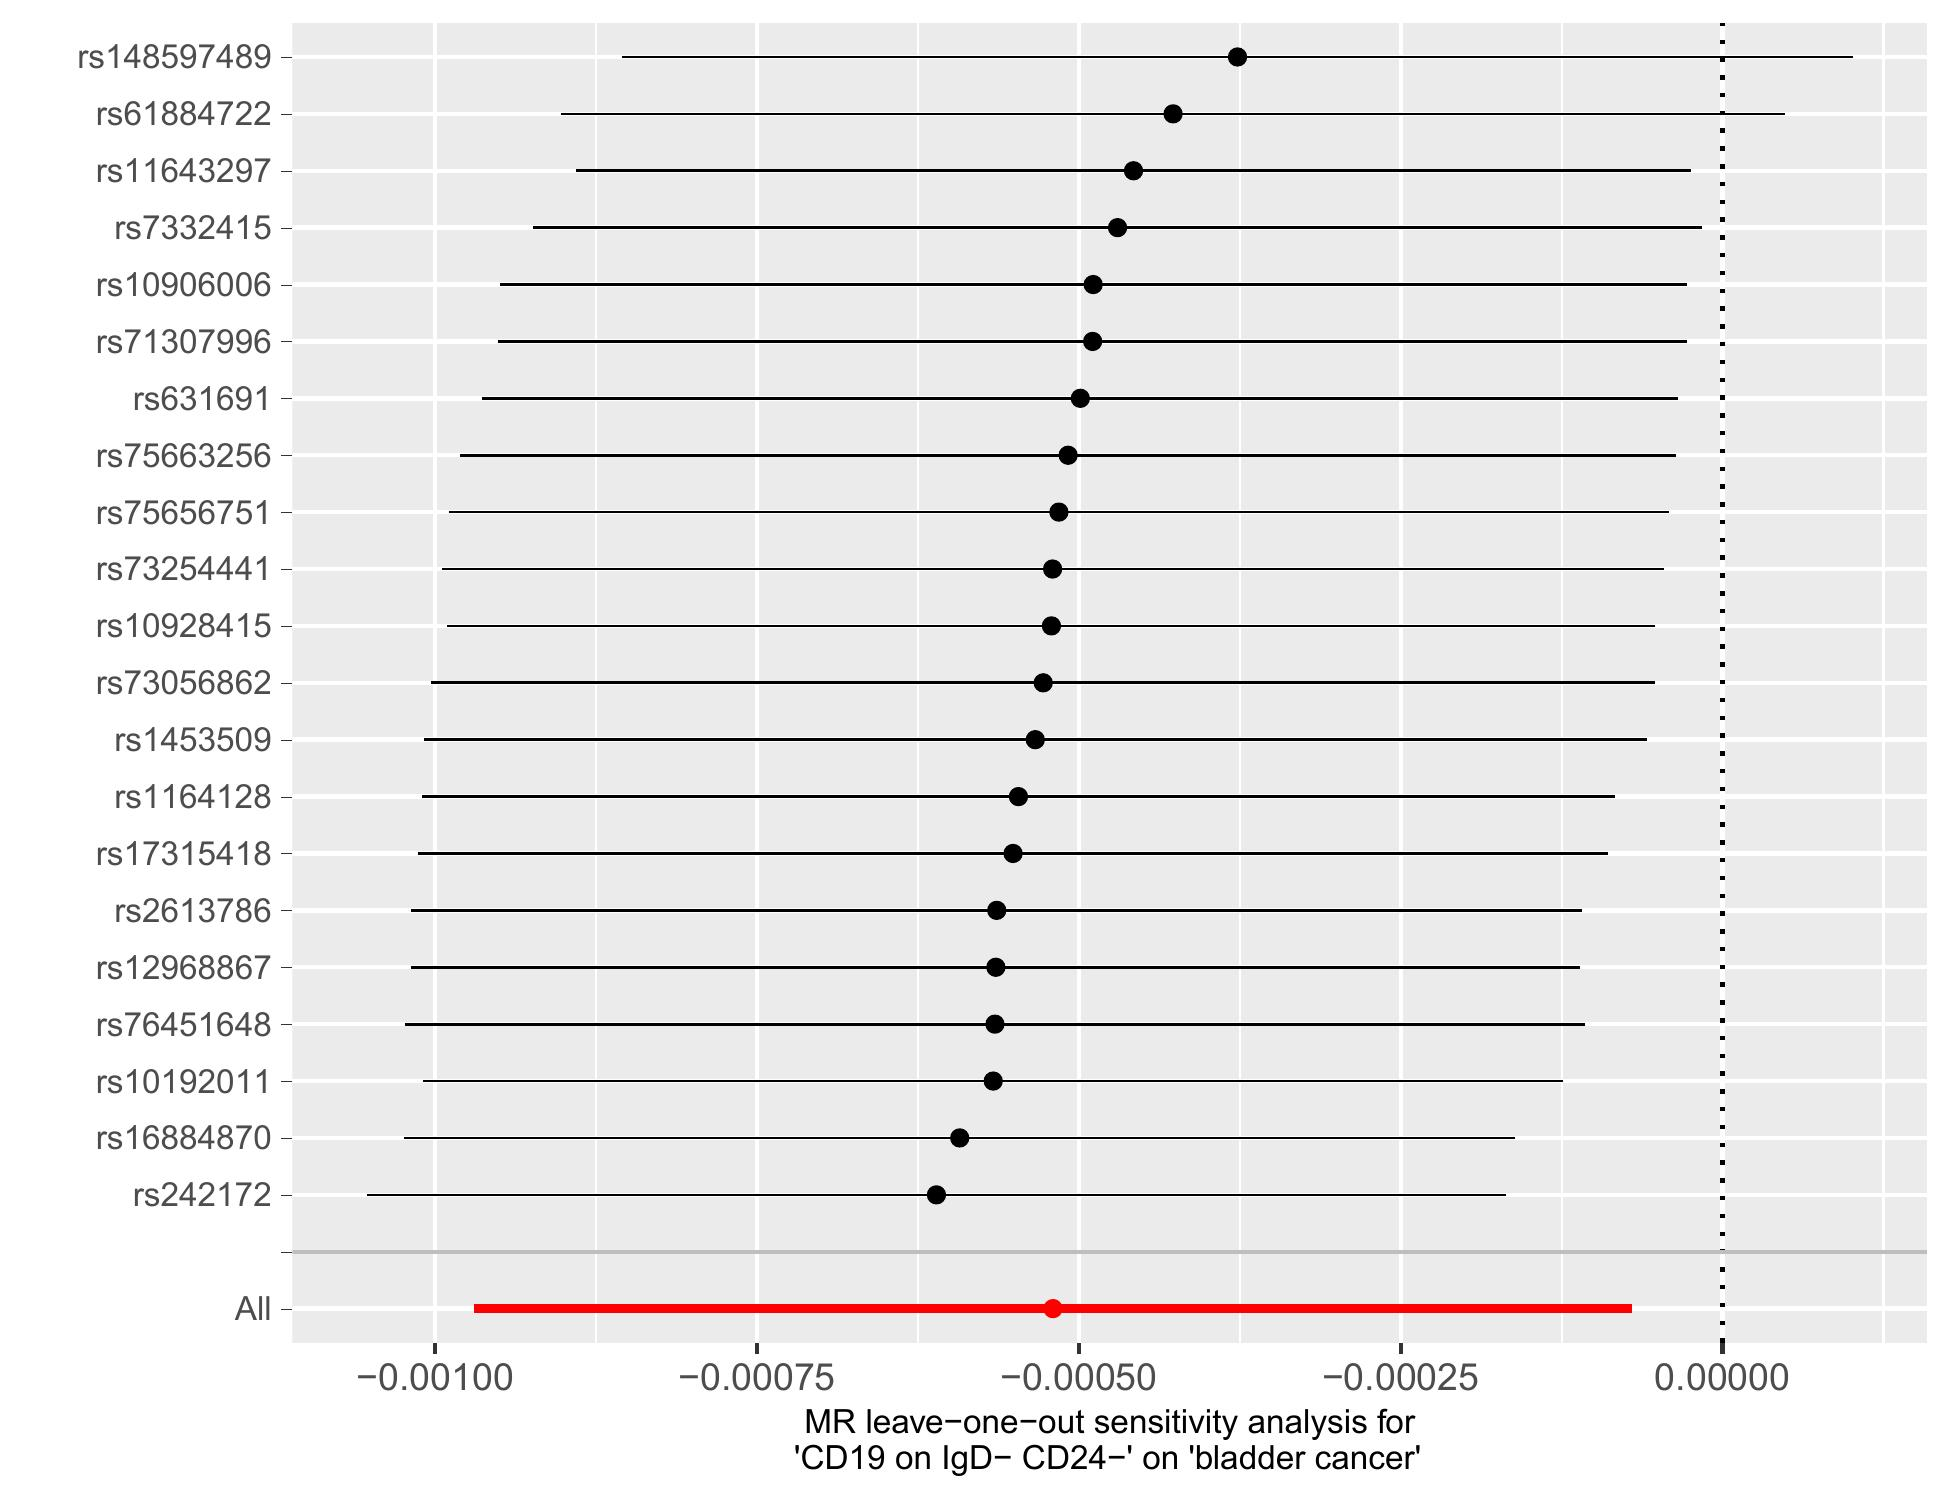 rs148597489
rs61884722
rs11643297
rs7332415
rs10906006
rs71307996
rs631691
rs75663256
rs75656751
rs73254441
rs10928415
rs73056862
rs1453509
rs1164128
rs17315418
rs2613786
rs12968867
rs76451648
rs10192011
rs16884870
rs242172
All
−0.00100 −0.00075 −0.00050 −0.00025 0.00000
MR leave−one−out sensitivity analysis for
'CD19 on IgD− CD24−' on 'bladder cancer'